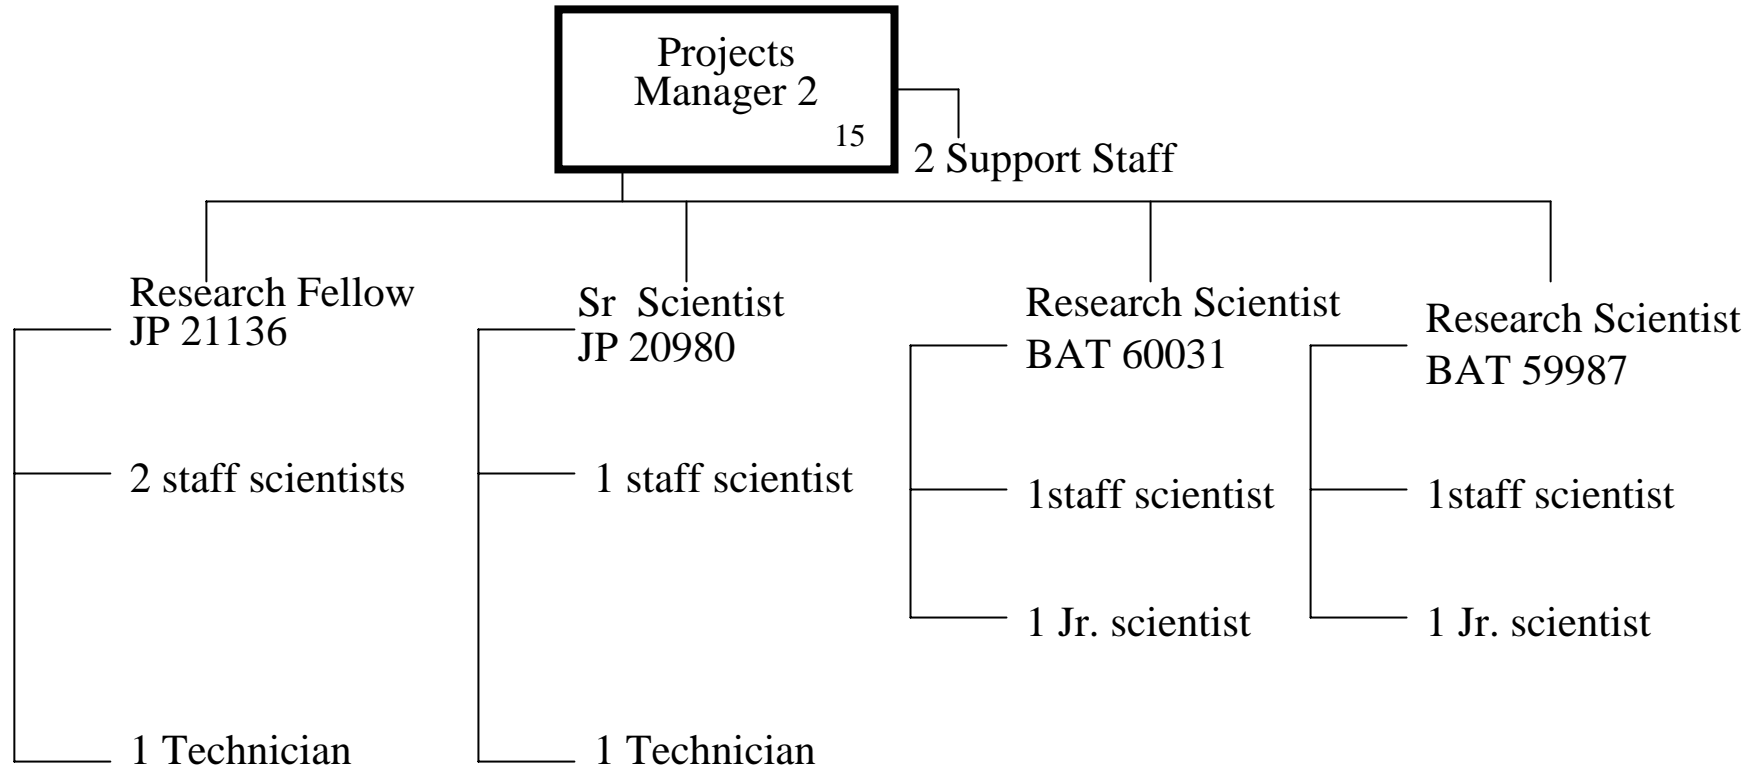 Projects
Manager 2
15
2 Support Staff
Research Fellow
JP 21136
2 staff scientists
1 Technician
Sr Scientist
JP 20980
1 staff scientist
1 Technician
Research Scientist
BAT 60031
1staff scientist
1 Jr. scientist
Research Scientist
BAT 59987
1staff scientist
1 Jr. scientist